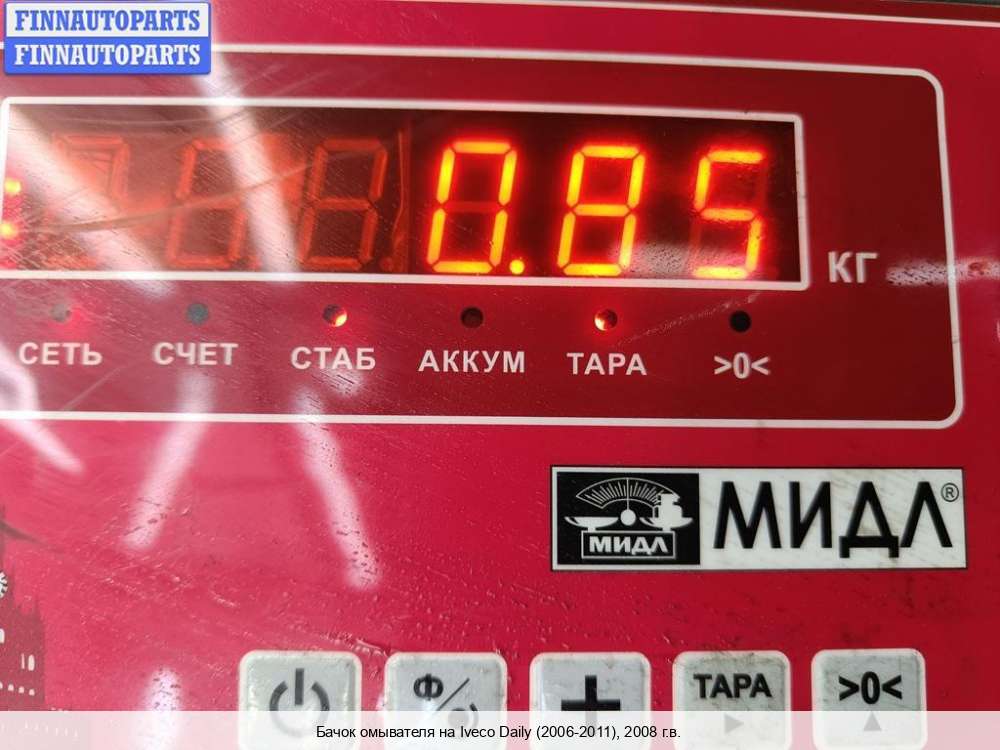 FINNAUTOPARTS
FINNAUTOPARTS
0.85
КГ
СЕТЬ СЧЕТ СТАБ АККУМ ТАРА >0<
МИДЛ МИДЛ®
Ф/ + ТАРА >0<
Бачок омывателя на Iveco Daily (2006-2011), 2008 г.в.